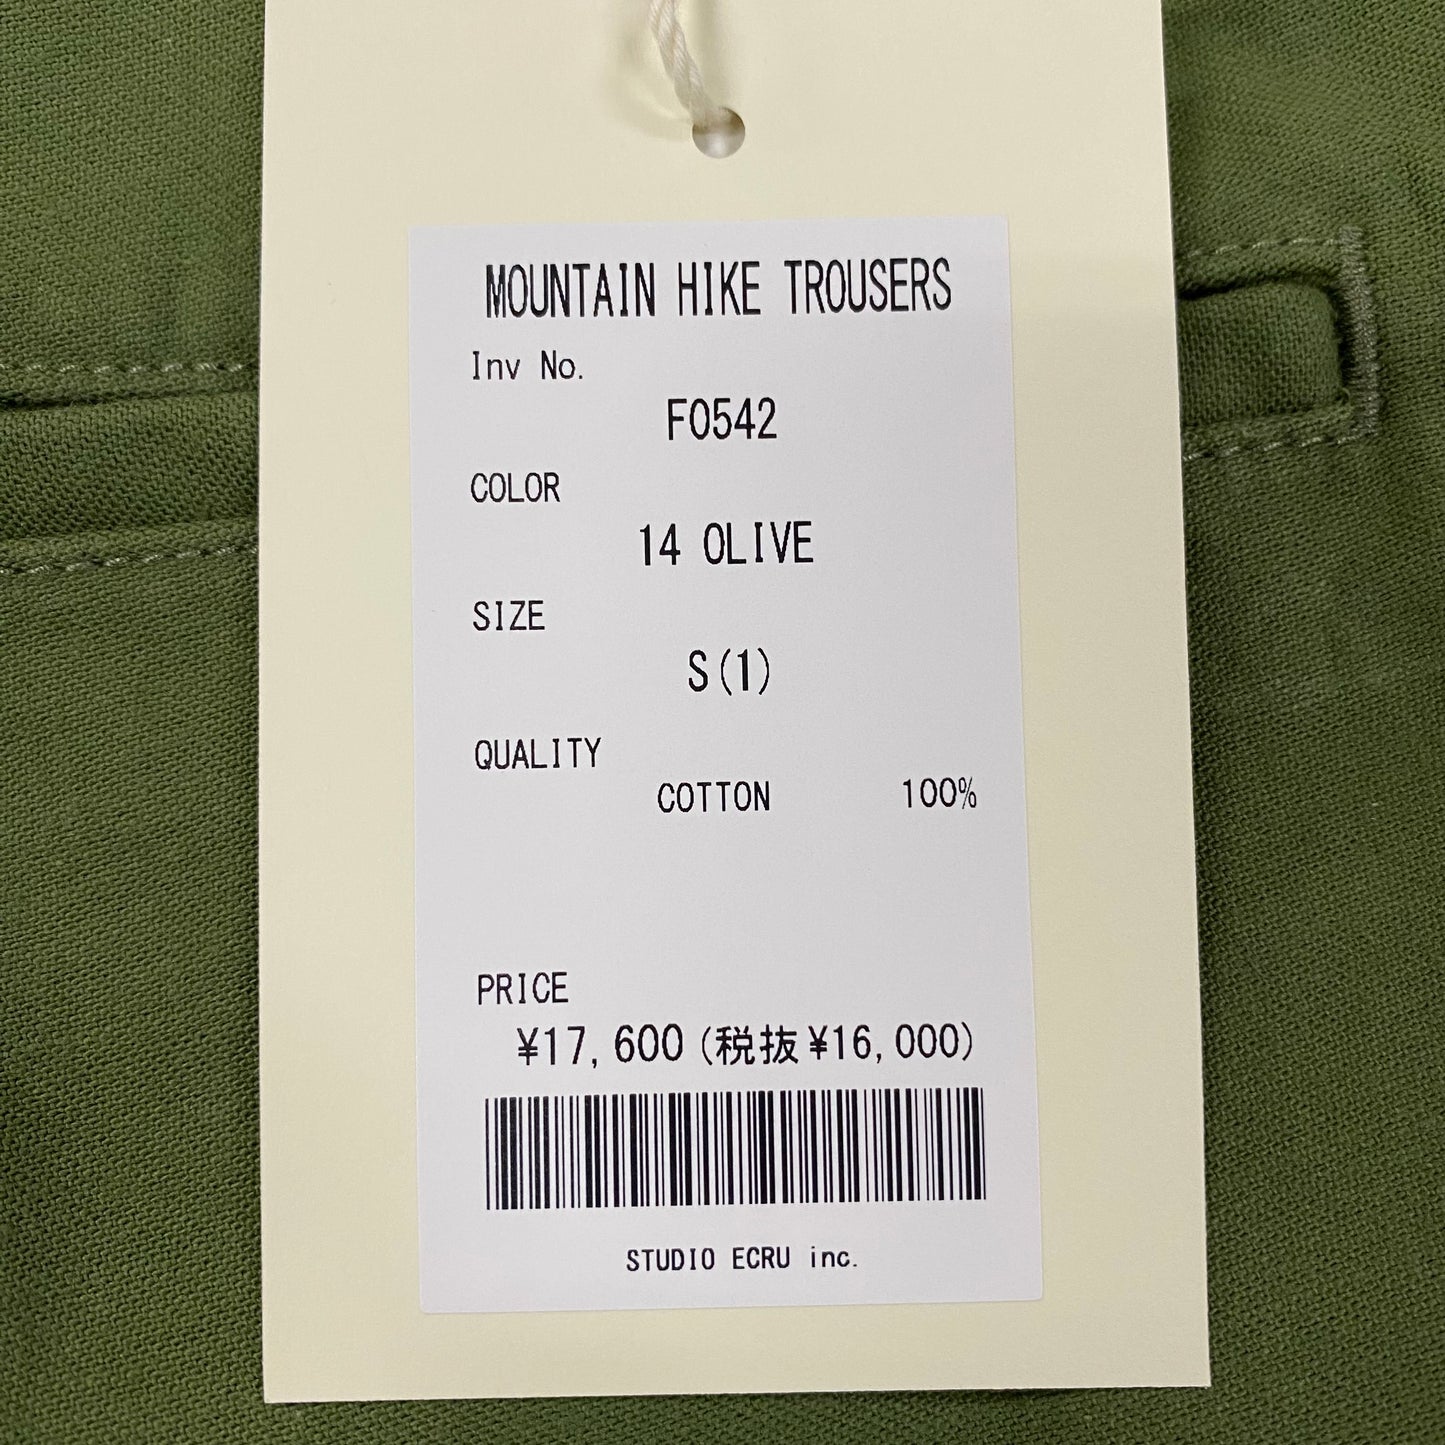 MOUNTAIN HIKE TROUSERS
Inv No.
F0542
COLOR
14 OLIVE
SIZE
S(1)
QUALITY
COTTON 100%
PRICE
¥17,600(税抜¥16,000)
STUDIO ECRU inc.